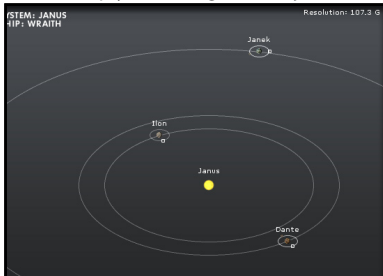 YSTEM: JANUS
HIP: WRAITH
Resolution: 107.3 G
Janek
Ilon
Janus
Dante